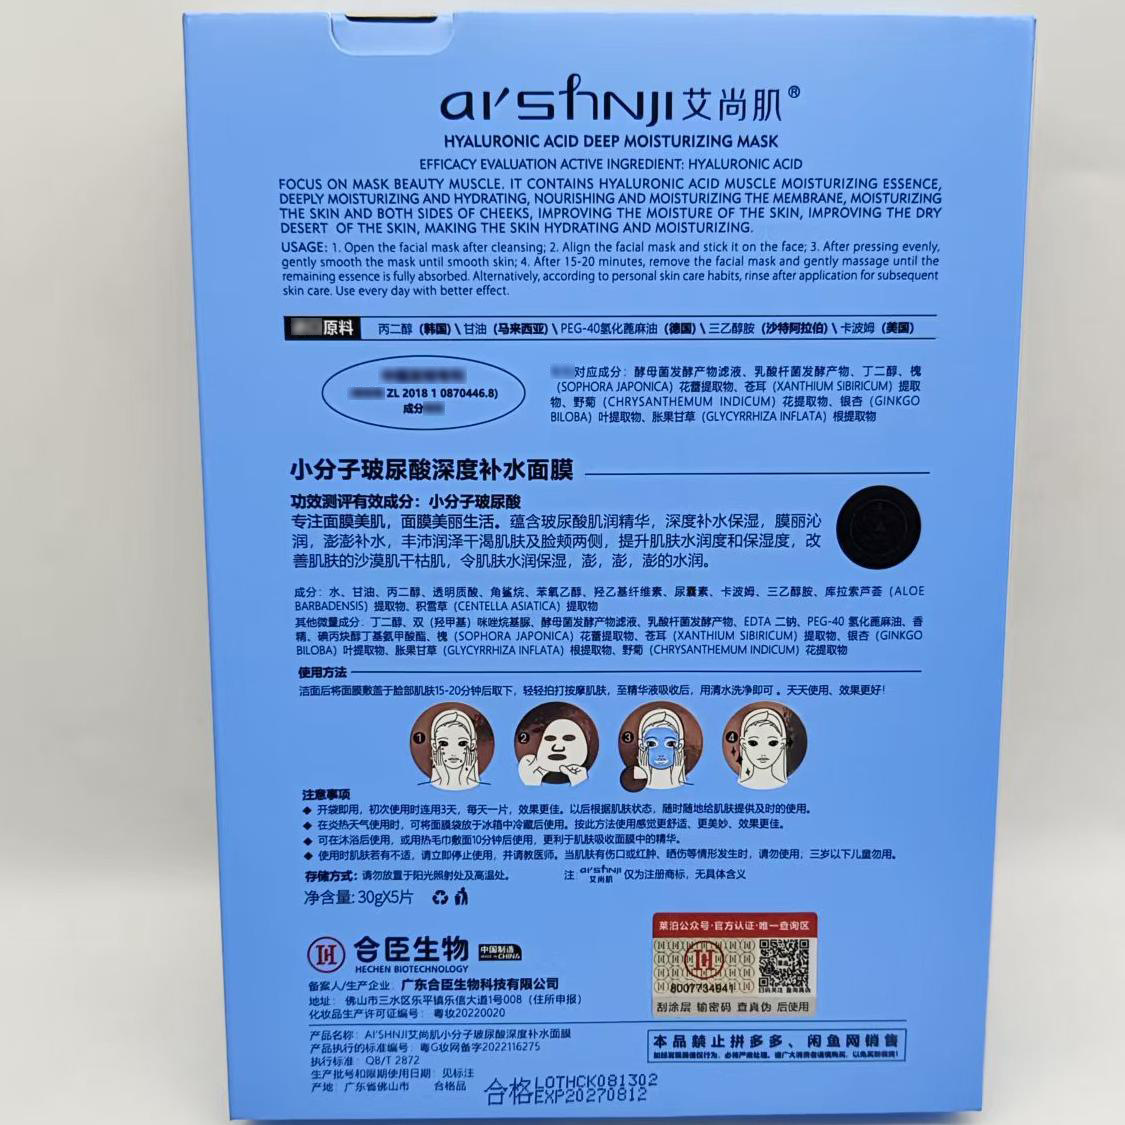 aı'shnji艾尚肌®
HYALURONIC ACID DEEP MOISTURIZING MASK
EFFICACY EVALUATION ACTIVE INGREDIENT: HYALURONIC ACID
FOCUS ON MASK BEAUTY MUSCLE. IT CONTAINS HYALURONIC ACID MUSCLE MOISTURIZING ESSENCE,
DEEPLY MOISTURIZING AND HYDRATING, NOURISHING AND MOISTURIZING THE MEMBRANE, MOISTURIZING
THE SKIN AND BOTH SIDES OF CHEEKS, IMPROVING THE MOISTURE OF THE SKIN, IMPROVING THE DRY
DESERT OF THE SKIN, MAKING THE SKIN HYDRATING AND MOISTURIZING.
USAGE: 1. Open the facial mask after cleansing; 2. Align the facial mask and stick it on the face; 3. After pressing evenly,
gently smooth the mask until smooth skin; 4. After 15-20 minutes, remove the facial mask and gently massage until the
remaining essence is fully absorbed. Alternatively, according to personal skin care habits, rinse after application for subsequent
skin care. Use every day with better effect.
原料 丙二醇（韩国）\ 甘油（马来西亚）\ PEG-40氢化蓖麻油（德国）\ 三乙醇胺（沙特阿拉伯）\ 卡波姆（美国）
ZL 2018 1 0870446.8)
成分
对应成分：酵母菌发酵产物滤液、乳酸杆菌发酵产物、丁二醇、槐
（SOPHORA JAPONICA）花蕾提取物、苍耳（XANTHIUM SIBIRICUM）提取
物、野菊（CHRYSANTHEMUM INDICUM）花提取物、银杏（GINKGO
BILOBA）叶提取物、胀果甘草（GLYCYRRHIZA INFLATA）根提取物
小分子玻尿酸深度补水面膜
功效测评有效成分：小分子玻尿酸
专注面膜美肌，面膜美丽生活。蕴含玻尿酸肌润精华，深度补水保湿，膜丽沁
润，澎澎补水，丰沛润泽干渴肌肤及脸颊两侧，提升肌肤水润度和保湿度，改
善肌肤的沙漠肌干枯肌，令肌肤水润保湿，澎，澎，澎的水润。
成分：水、甘油、丙二醇、透明质酸、角鲨烷、苯氧乙醇、羟乙基纤维素、尿囊素、卡波姆、三乙醇胺、库拉索芦荟（ALOE
BARBADENSIS）提取物、积雪草（CENTELLA ASIATICA）提取物
其他微量成分：丁二醇、双（羟甲基）咪唑烷基脲、酵母菌发酵产物滤液、乳酸杆菌发酵产物、EDTA 二钠、PEG-40 氢化蓖麻油、香
精、碘丙炔醇丁基氨甲酸酯、槐（SOPHORA JAPONICA）花蕾提取物、苍耳（XANTHIUM SIBIRICUM）提取物、银杏（GINKGO
BILOBA）叶提取物、胀果甘草（GLYCYRRHIZA INFLATA）根提取物、野菊（CHRYSANTHEMUM INDICUM）花提取物
使用方法
洁面后将面膜敷盖于脸部肌肤15-20分钟后取下，轻轻拍打按摩肌肤，至精华液吸收后，用清水洗净即可 。天天使用、效果更好！
1 2 3 4
注意事项
◆ 开袋即用，初次使用时连用3天，每天一片，效果更佳。以后根据肌肤状态，随时随地给肌肤提供及时的使用。
◆ 在炎热天气使用时，可将面膜袋放于冰箱中冷藏后使用。按此方法使用感觉更舒适、更美妙、效果更佳。
◆ 可在沐浴后使用，或用热毛巾敷面10分钟后使用，更利于肌肤吸收面膜中的精华。
◆ 使用时肌肤若有不适，请立即停止使用，并请教医师。当肌肤有伤口或红肿、晒伤等情形发生时，请勿使用；三岁以下儿童勿用。
存储方式：请勿放置于阳光照射处及高温处。 注：aı'shnji艾尚肌 仅为注册商标，无具体含义
净含量: 30gX5片
合臣生物 中国制造 MADE IN CHINA
HECHEN BIOTECHNOLOGY
备案人/生产企业：广东合臣生物科技有限公司
地址：佛山市三水区乐平镇乐信大道1号008（住所申报）
化妆品生产许可证编号：粤妆20220020
莱泊公众号·官方认证·唯一查询区
8007734941
刮涂层 输密码 查真伪 后使用
产品名称：AI'SHNJI艾尚肌小分子玻尿酸深度补水面膜
产品执行的标准编号：粤G妆网备字2022116275
执行标准：QB/T 2872
生产批号和限期使用日期：见标注
产地：广东省佛山市 合格品
本品禁止拼多多、闲鱼网销售
合格 LOTHCK081302
EXP20270812